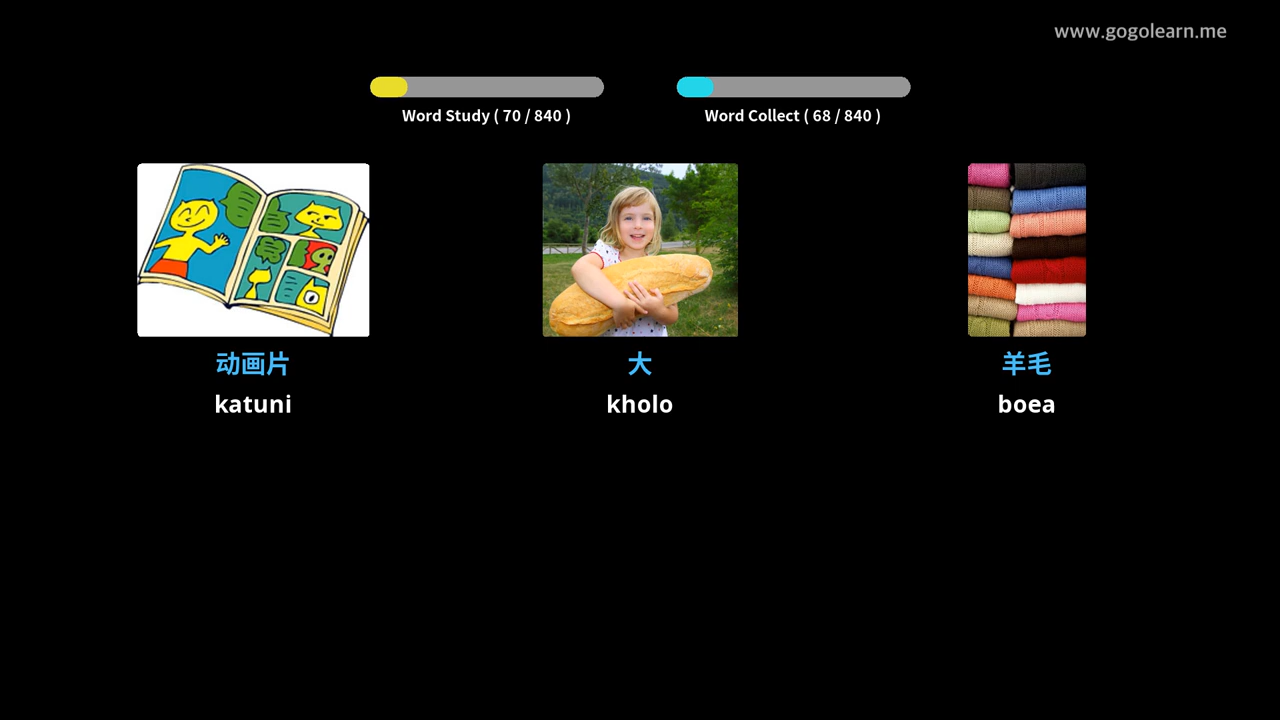 www.gogolearn.me
Word Study ( 70 / 840 )
Word Collect ( 68 / 840 )
动画片
大
羊毛
katuni
kholo
boea